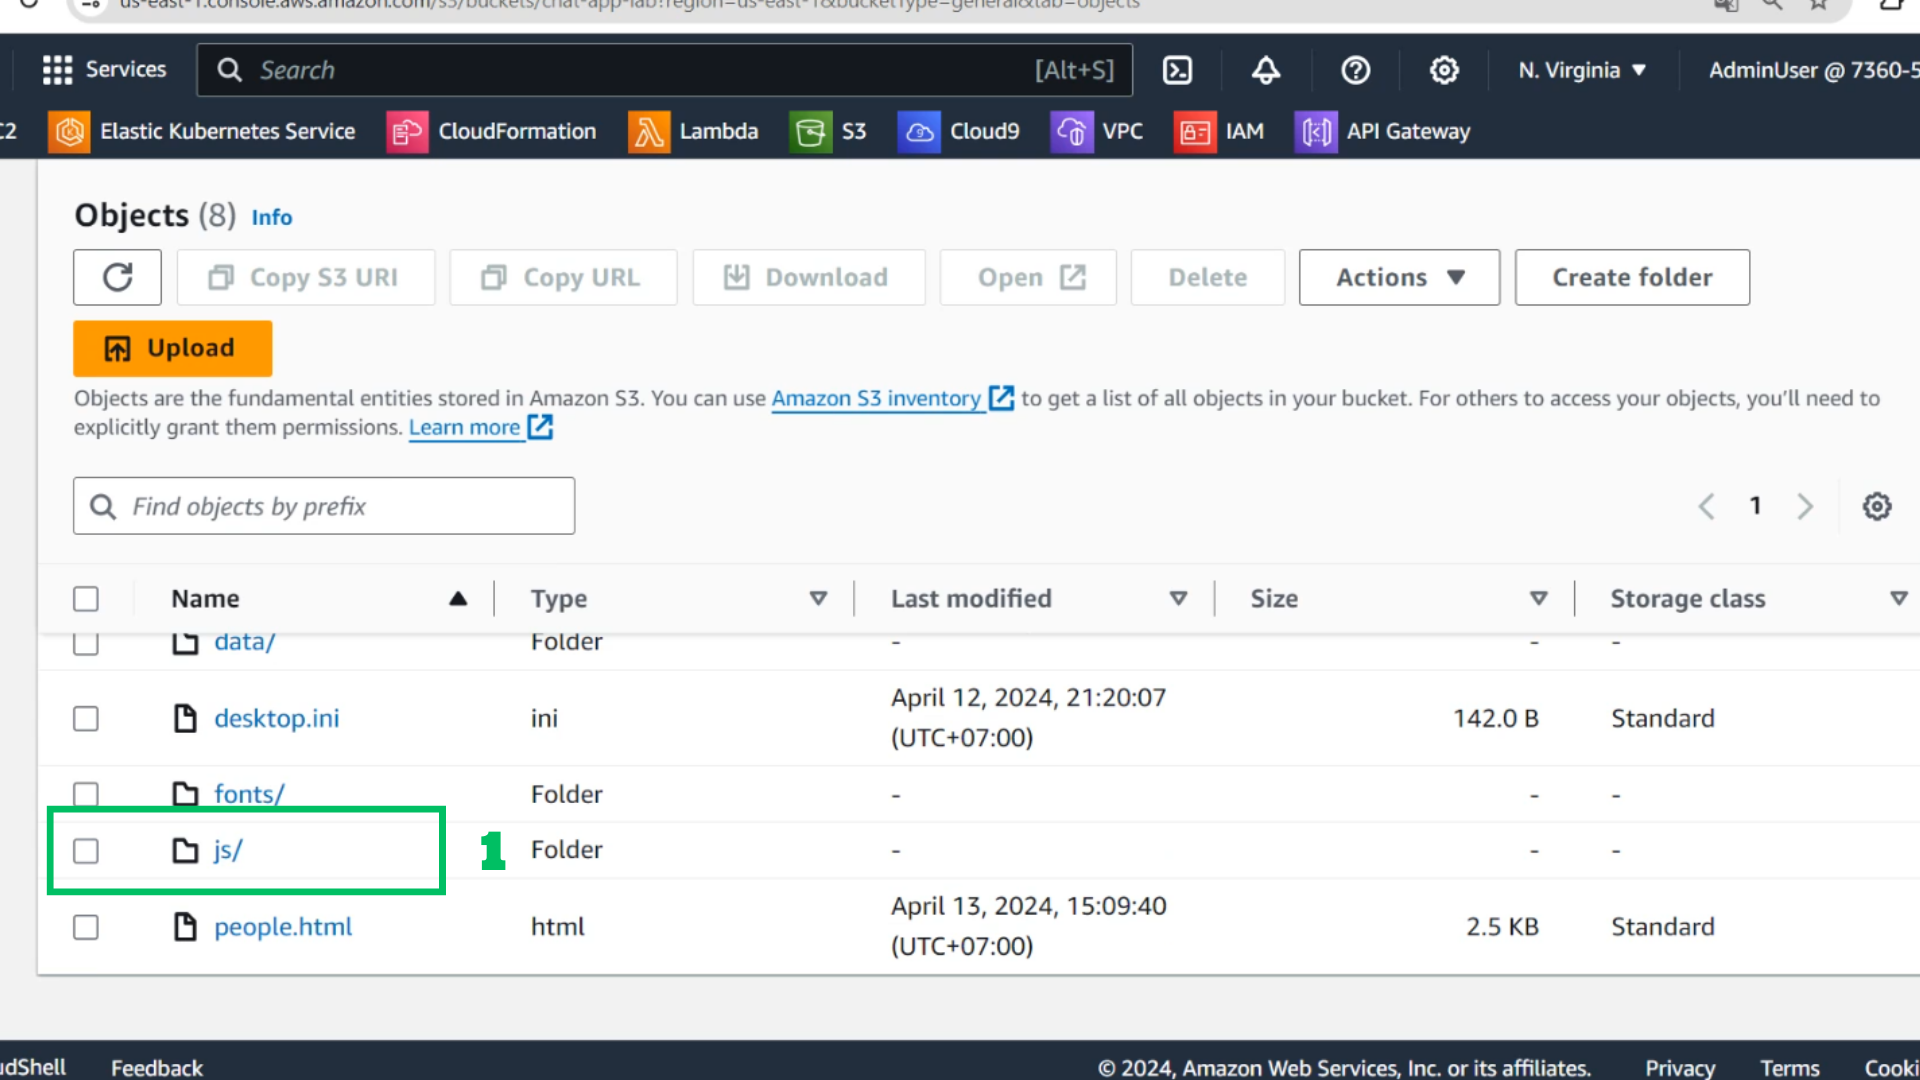 us-east-1.console.aws.amazon.com/s3/buckets/chat-app-lab?region=us-east-1&bucketType=general&tab=objects
Services
Search
[Alt+S]
N. Virginia
AdminUser @ 7360-5
C2
Elastic Kubernetes Service
CloudFormation
Lambda
S3
Cloud9
VPC
IAM
API Gateway
Objects (8) Info
Copy S3 URI
Copy URL
Download
Open
Delete
Actions
Create folder
Upload
Objects are the fundamental entities stored in Amazon S3. You can use Amazon S3 inventory to get a list of all objects in your bucket. For others to access your objects, you'll need to
explicitly grant them permissions. Learn more
Find objects by prefix
1
Name Type Last modified Size Storage class
data/ Folder - - -
desktop.ini ini April 12, 2024, 21:20:07 (UTC+07:00) 142.0 B Standard
fonts/ Folder - - -
js/ 1 Folder - - -
people.html html April 13, 2024, 15:09:40 (UTC+07:00) 2.5 KB Standard
udShell Feedback © 2024, Amazon Web Services, Inc. or its affiliates. Privacy Terms Cooki